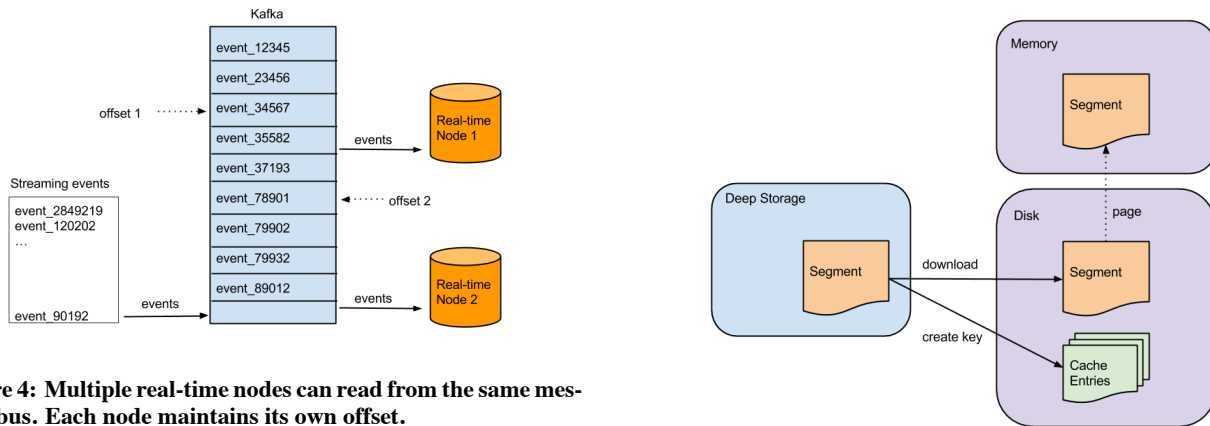 Kafka
event_12345
event_23456
offset 1
event_34567
event_35582
events
Real-time
Node 1
event_37193
Streaming events
event_2849219
event_120202
...
event_90192
event_78901
offset 2
event_79902
event_79932
event_89012
events
events
Real-time
Node 2
re 4: Multiple real-time nodes can read from the same mes-
bus. Each node maintains its own offset.
Memory
Segment
Deep Storage
Segment
Disk
page
download
Segment
create key
Cache
Entries